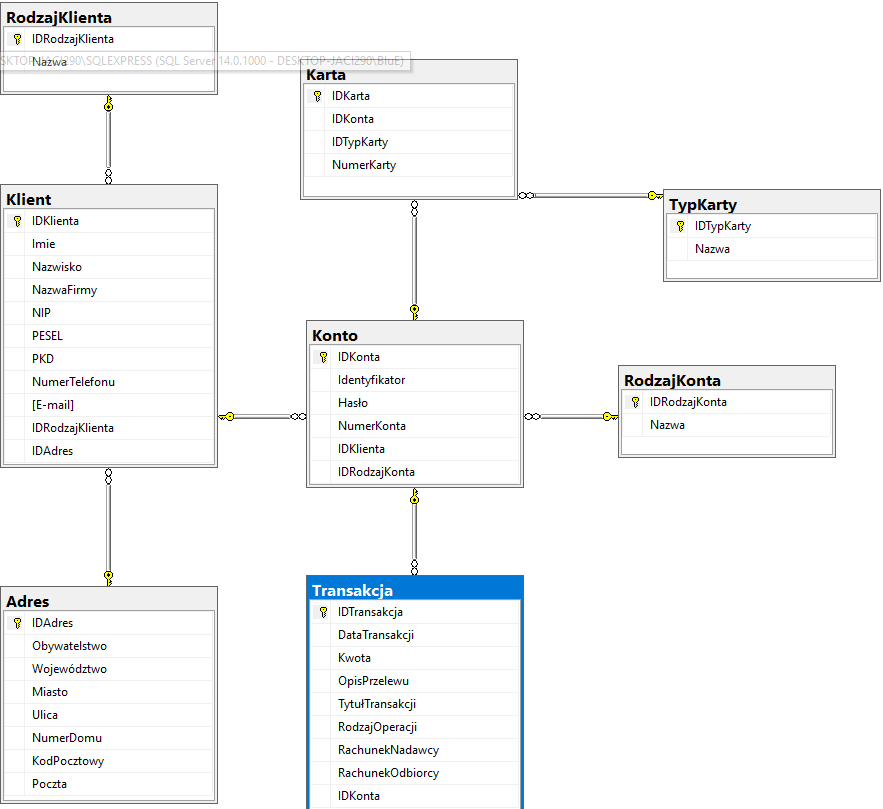 RodzajKlienta
IDRodzajKlienta
Nazwa
SKTOP-JACI290\SQLEXPRESS (SQL Server 14.0.1000 - DESKTOP-JACI290\BluE)
Karta
IDKarta
IDKonta
IDTypKarty
NumerKarty
TypKarty
IDTypKarty
Nazwa
Klient
IDKlienta
Imie
Nazwisko
NazwaFirmy
NIP
PESEL
PKD
NumerTelefonu
[E-mail]
IDRodzajKlienta
IDAdres
Konto
IDKonta
Identyfikator
Hasło
NumerKonta
IDKlienta
IDRodzajKonta
RodzajKonta
IDRodzajKonta
Nazwa
Adres
IDAdres
Obywatelstwo
Województwo
Miasto
Ulica
NumerDomu
KodPocztowy
Poczta
Transakcja
IDTransakcja
DataTransakcji
Kwota
OpisPrzelewu
TytułTransakcji
RodzajOperacji
RachunekNadawcy
RachunekOdbiorcy
IDKonta